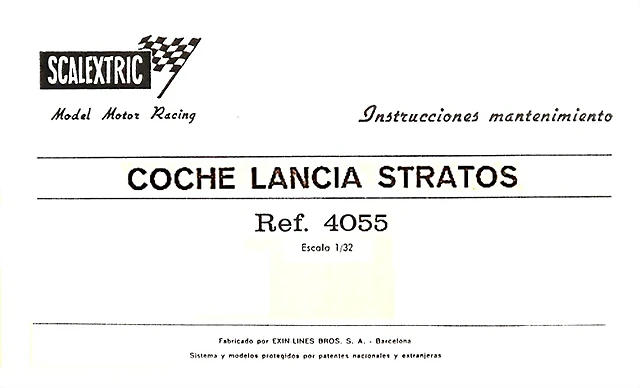 SCALEXTRIC
Model Motor Racing
Instrucciones mantenimiento
COCHE LANCIA STRATOS
Ref. 4055
Escala 1/32
Fabricado por EXIN LINES BROS. S. A. - Barcelona
Sistema y modelos protegidos por patentes nacionales y extranjeras